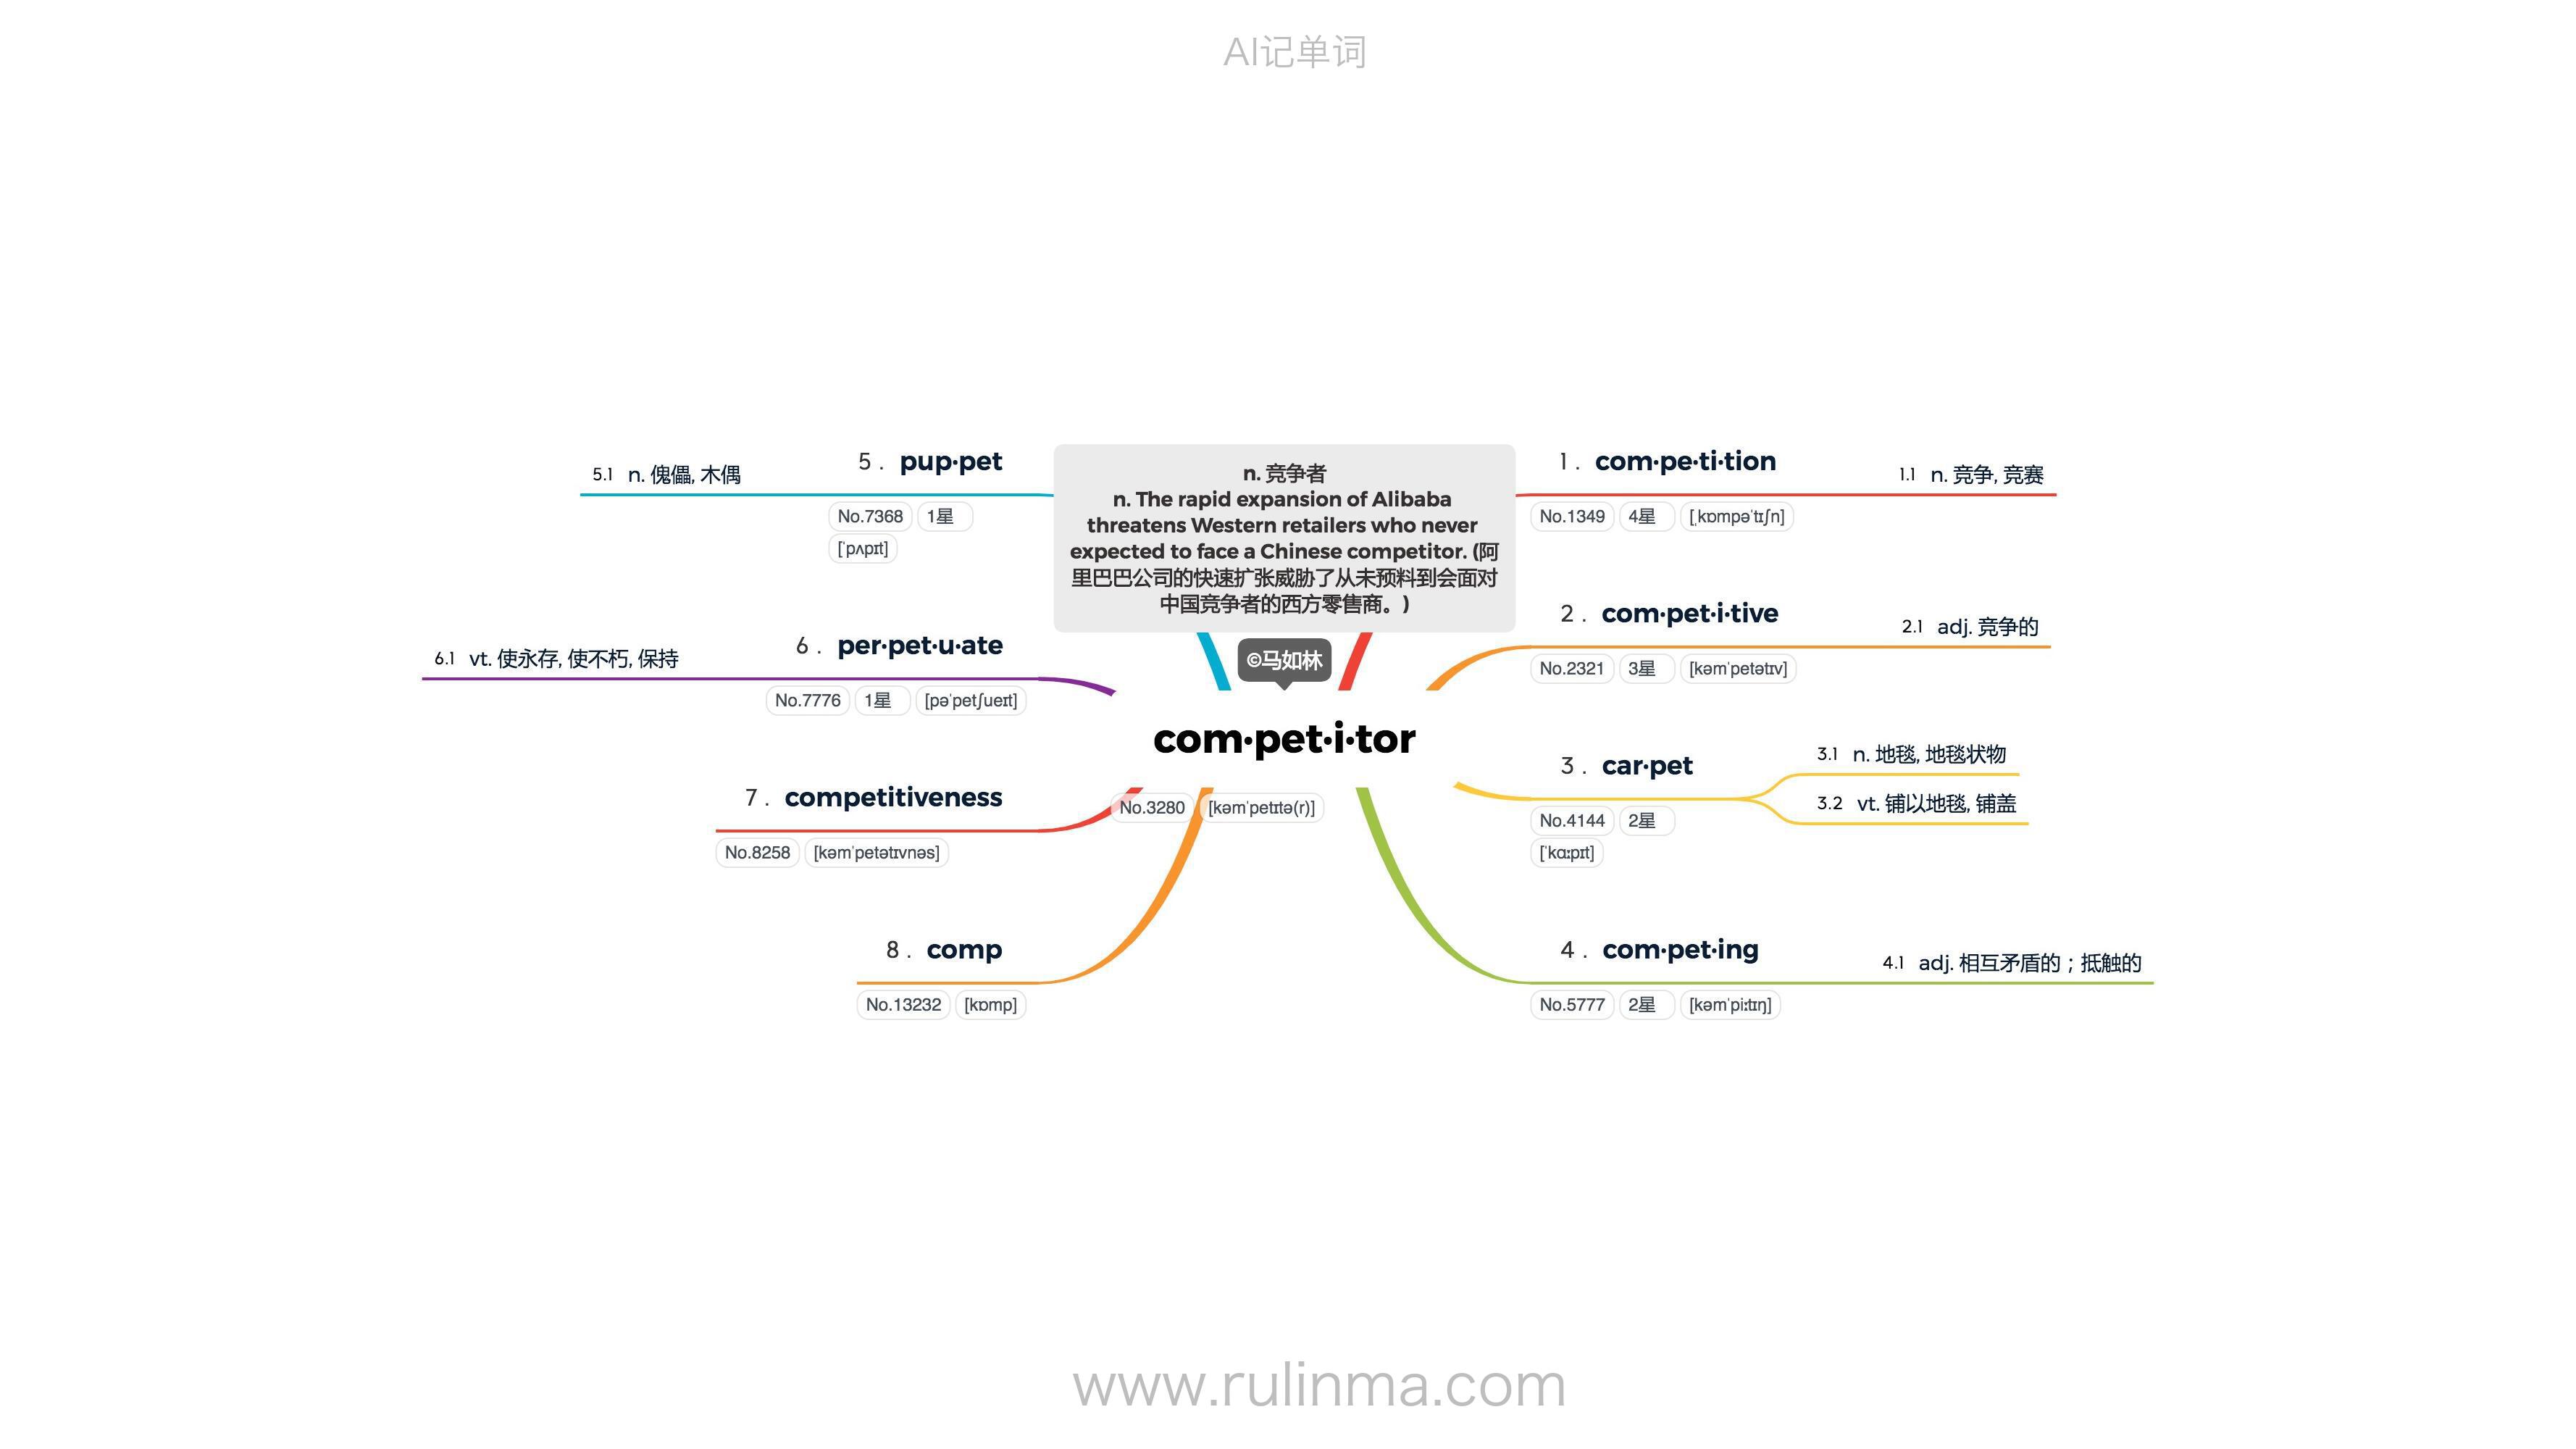 AI记单词
n. 竞争者
n. The rapid expansion of Alibaba
threatens Western retailers who never
expected to face a Chinese competitor. (阿
里巴巴公司的快速扩张威胁了从未预料到会面对
中国竞争者的西方零售商。)
©马如林
com·pet·i·tor
No.3280 [kəmˈpetɪtə(r)]
1 . com·pe·ti·tion
1.1 n. 竞争, 竞赛
No.1349 4星 [ˌkɒmpəˈtɪʃn]
2 . com·pet·i·tive
2.1 adj. 竞争的
No.2321 3星 [kəmˈpetətɪv]
3 . car·pet
3.1 n. 地毯, 地毯状物
3.2 vt. 铺以地毯, 铺盖
No.4144 2星
[ˈkɑːpɪt]
4 . com·pet·ing
4.1 adj. 相互矛盾的；抵触的
No.5777 2星 [kəmˈpiːtɪŋ]
5 . pup·pet
5.1 n. 傀儡, 木偶
No.7368 1星
[ˈpʌpɪt]
6 . per·pet·u·ate
6.1 vt. 使永存, 使不朽, 保持
No.7776 1星 [pəˈpetʃueɪt]
7 . competitiveness
No.8258 [kəmˈpetətɪvnəs]
8 . comp
No.13232 [kɒmp]
www.rulinma.com